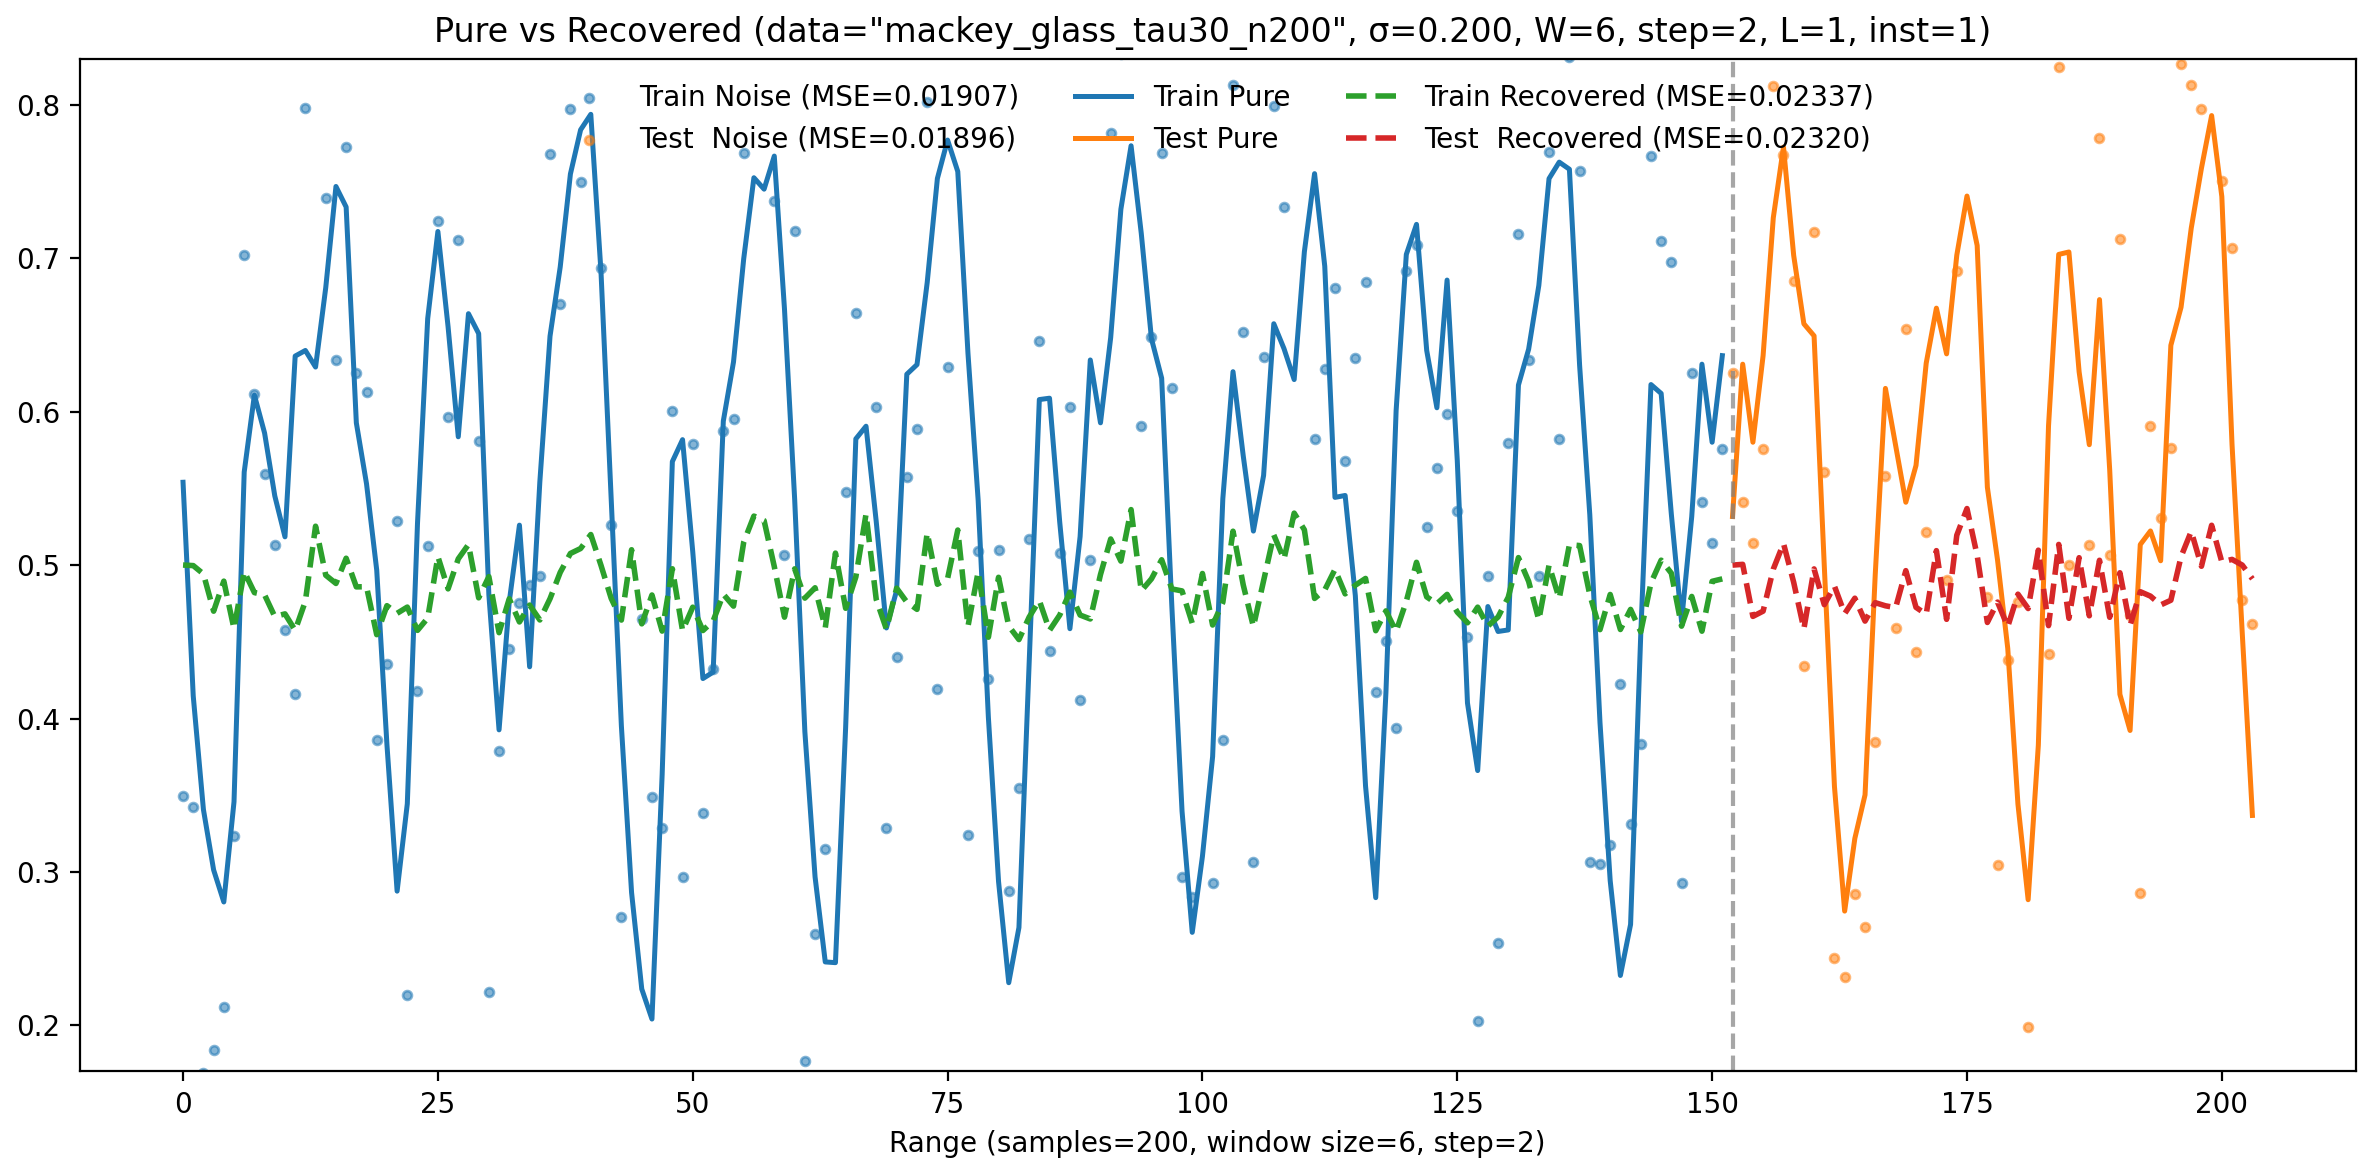 Pure vs Recovered (data="mackey_glass_tau30_n200", σ=0.200, W=6, step=2, L=1, inst=1)
Train Noise (MSE=0.01907) Train Pure Train Recovered (MSE=0.02337)
Test Noise (MSE=0.01896) Test Pure Test Recovered (MSE=0.02320)
0.8
0.7
0.6
0.5
0.4
0.3
0.2
0 25 50 75 100 125 150 175 200
Range (samples=200, window size=6, step=2)